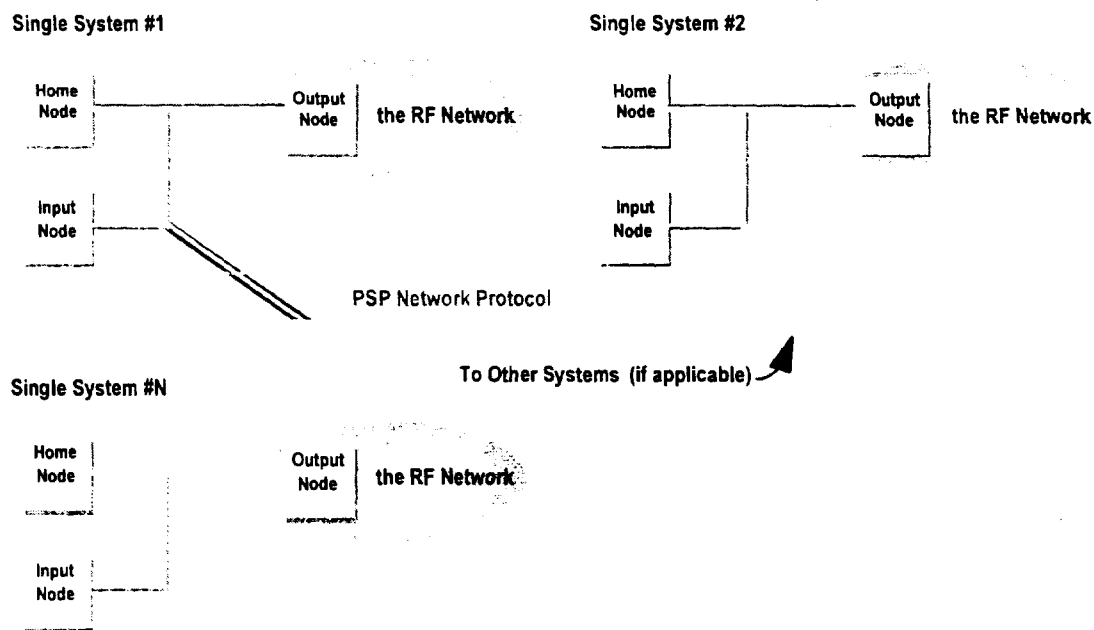 Single System #1
Single System #2
Home
Node
Output
Node
the RF Network
Home
Node
Output
Node
the RF Network
Input
Node
Input
Node
PSP Network Protocol
To Other Systems (if applicable)
Single System #N
Home
Node
Output
Node
the RF Network
Input
Node